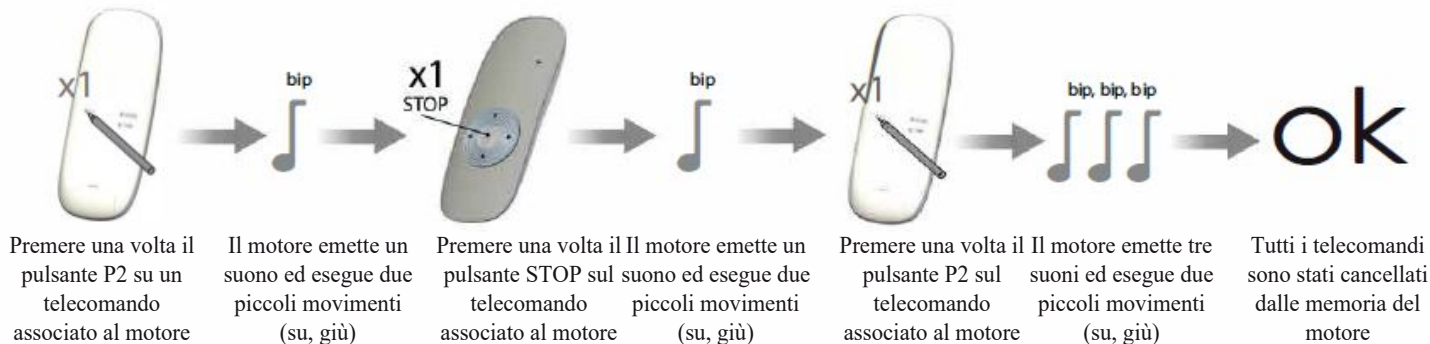 x1
bip
x1
STOP
bip
x1
bip, bip, bip
ok
Premere una volta il
pulsante P2 su un
telecomando
associato al motore
Il motore emette un
suono ed esegue due
piccoli movimenti
(su, giù)
Premere una volta il
pulsante STOP sul
telecomando
associato al motore
Il motore emette un
suono ed esegue due
piccoli movimenti
(su, giù)
Premere una volta il
pulsante P2 sul
telecomando
associato al motore
Il motore emette tre
suoni ed esegue due
piccoli movimenti
(su, giù)
Tutti i telecomandi
sono stati cancellati
dalle memoria del
motore